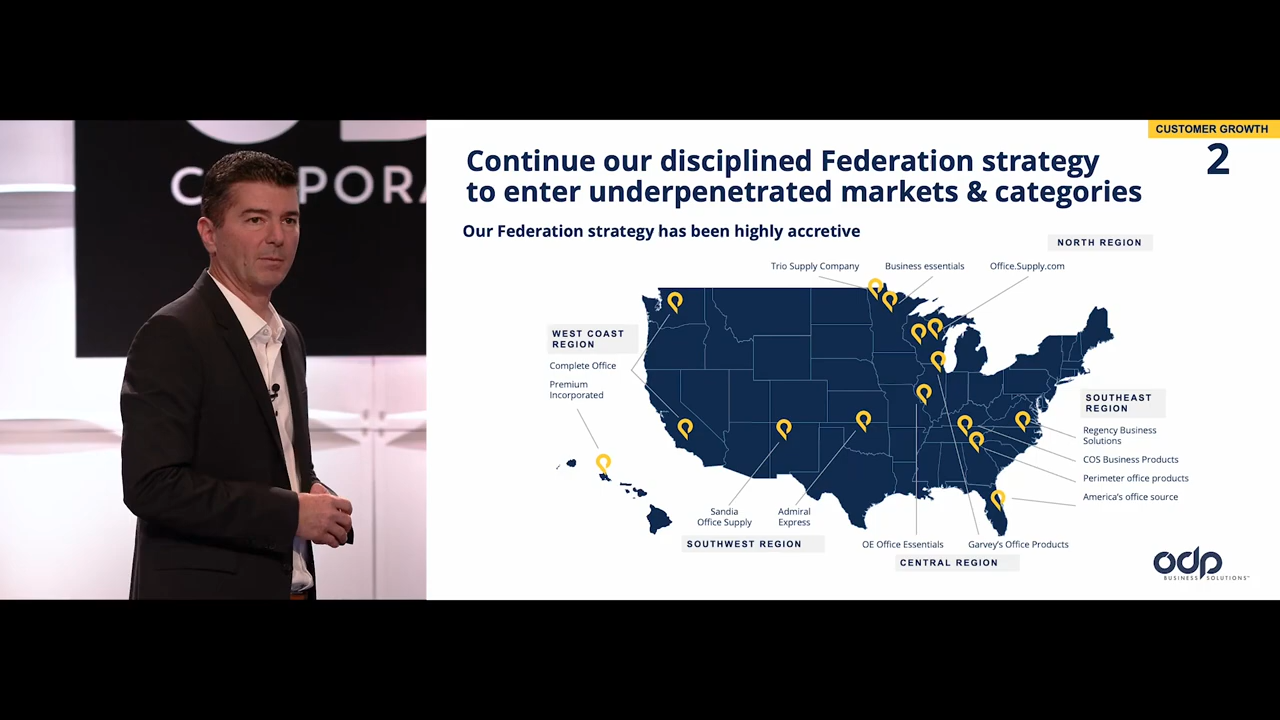 CUSTOMER GROWTH
2
Continue our disciplined Federation strategy
to enter underpenetrated markets & categories
Our Federation strategy has been highly accretive
NORTH REGION
Trio Supply Company
Business essentials
Office.Supply.com
WEST COAST
REGION
Complete Office
Premium
Incorporated
SOUTHEAST
REGION
Regency Business
Solutions
COS Business Products
Perimeter office products
America's office source
Sandia
Office Supply
Admiral
Express
SOUTHWEST REGION
OE Office Essentials
Garvey's Office Products
CENTRAL REGION
odp
BUSINESS SOLUTIONS